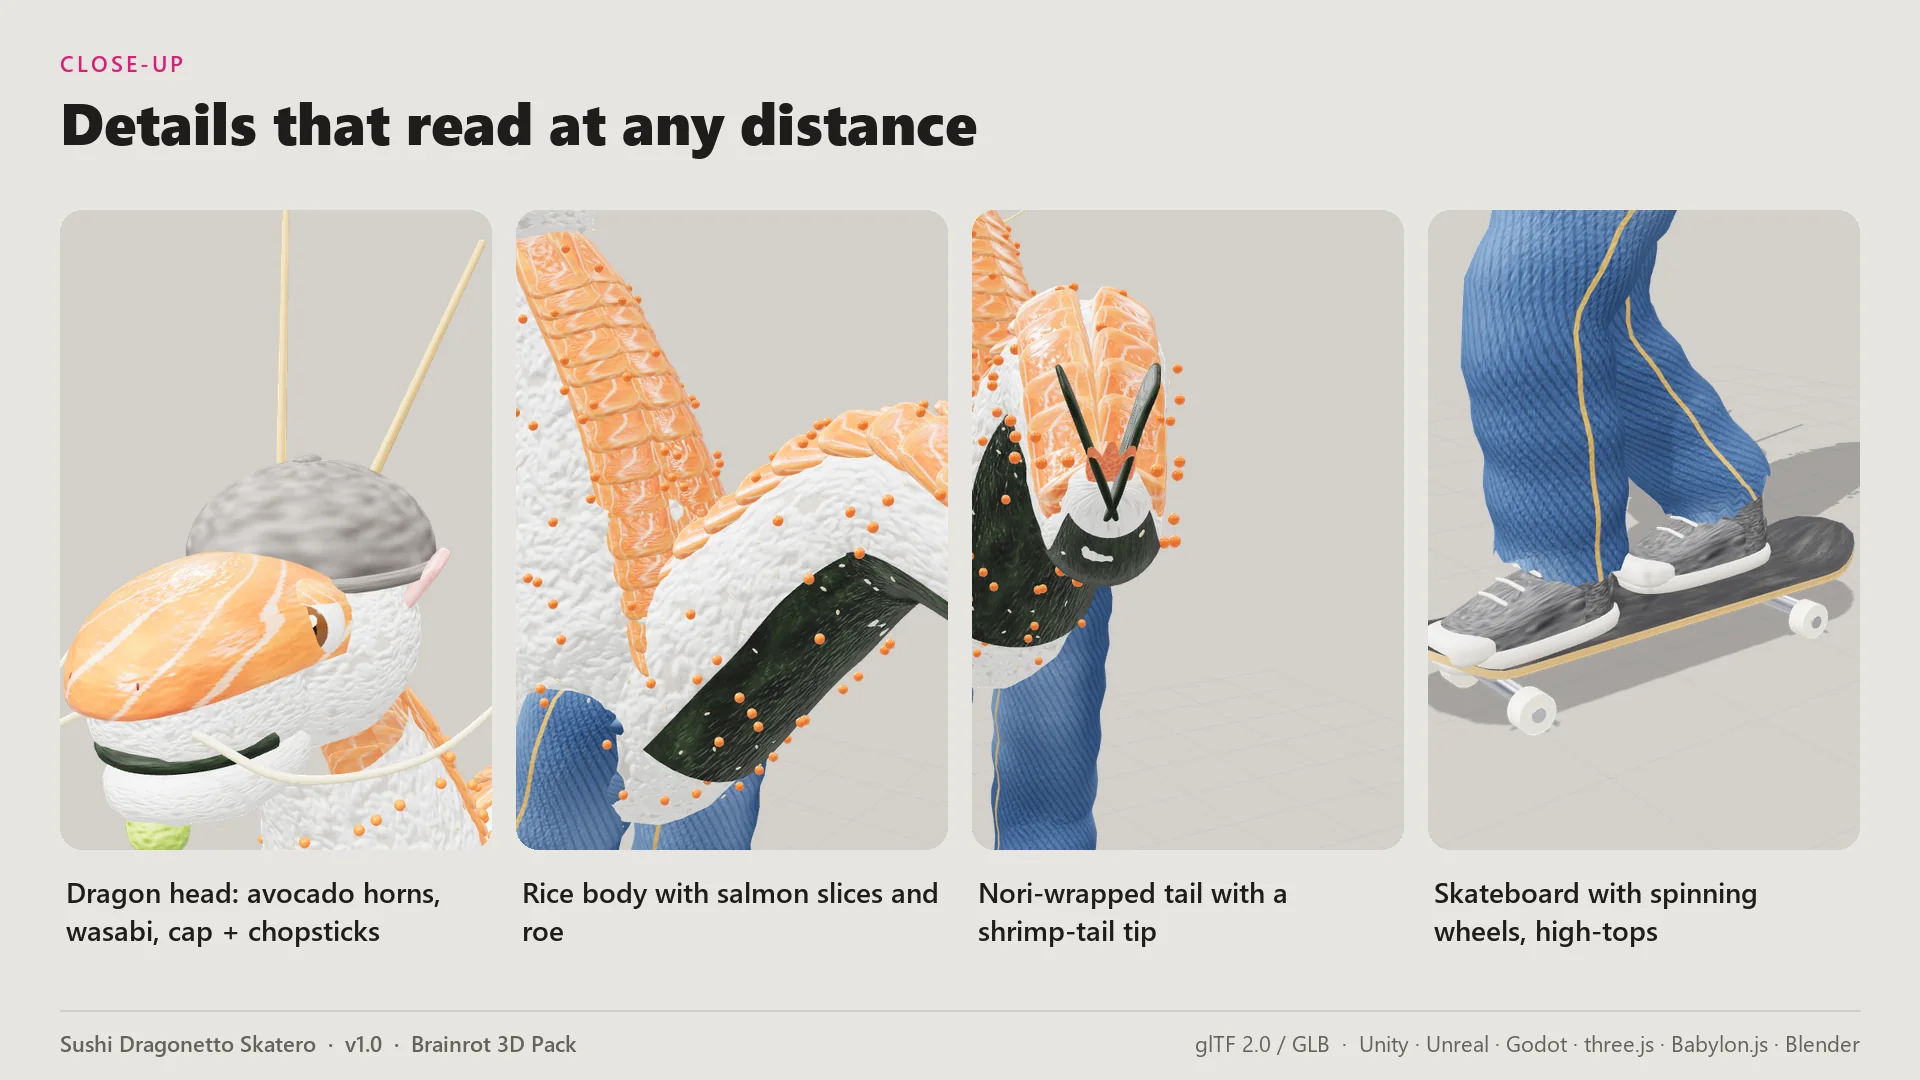 CLOSE-UP
Details that read at any distance
Dragon head: avocado horns,
wasabi, cap + chopsticks
Rice body with salmon slices and
roe
Nori-wrapped tail with a
shrimp-tail tip
Skateboard with spinning
wheels, high-tops
Sushi Dragonetto Skatero · v1.0 · Brainrot 3D Pack
glTF 2.0 / GLB · Unity · Unreal · Godot · three.js · Babylon.js · Blender